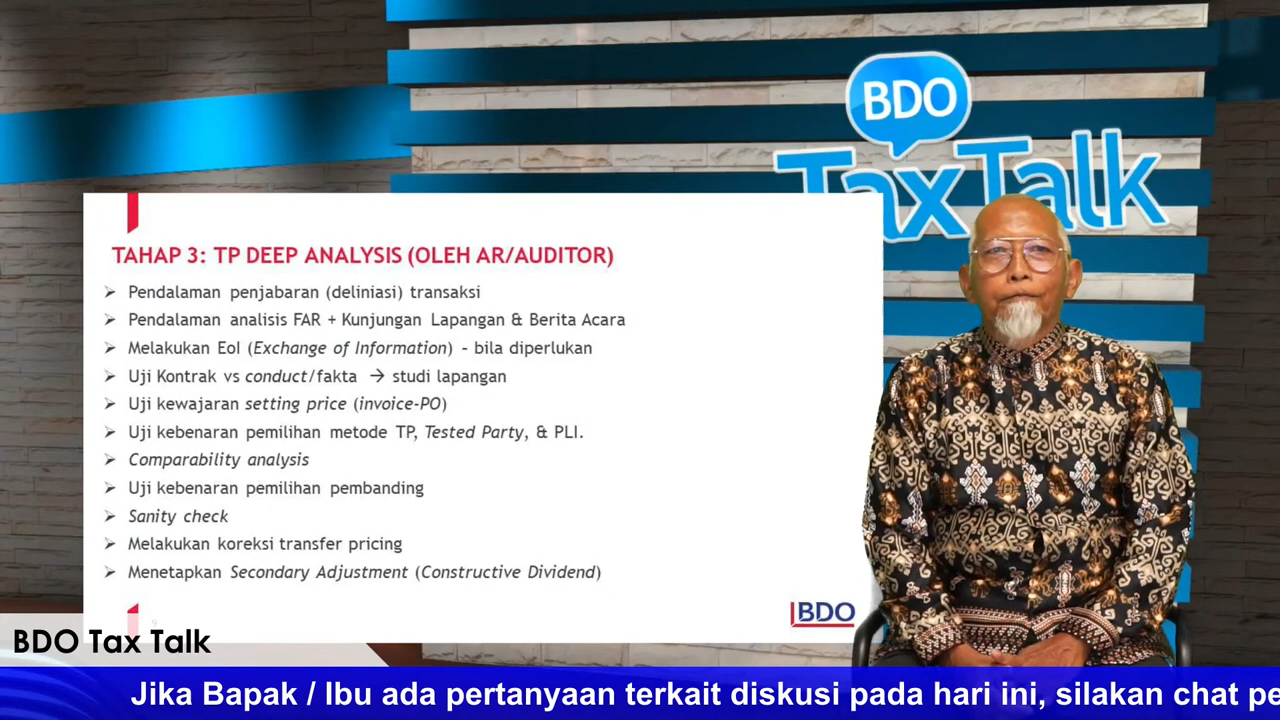 BDO
TaxTalk
TAHAP 3: TP DEEP ANALYSIS (OLEH AR/AUDITOR)
➢ Pendalaman penjabaran (deliniasi) transaksi
➢ Pendalaman analisis FAR + Kunjungan Lapangan & Berita Acara
➢ Melakukan EoI (Exchange of Information) – bila diperlukan
➢ Uji Kontrak vs conduct/fakta → studi lapangan
➢ Uji kewajaran setting price (invoice-PO)
➢ Uji kebenaran pemilihan metode TP, Tested Party, & PLI.
➢ Comparability analysis
➢ Uji kebenaran pemilihan pembanding
➢ Sanity check
➢ Melakukan koreksi transfer pricing
➢ Menetapkan Secondary Adjustment (Constructive Dividend)
9
BDO
BDO Tax Talk
Jika Bapak / Ibu ada pertanyaan terkait diskusi pada hari ini, silakan chat pe